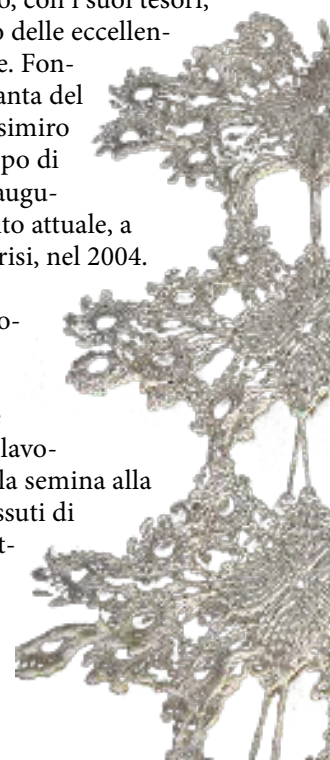 o, con i suoi tesori,
o delle eccellen-
e. Fon-
anta del
simiro
po di
augu-
to attuale, a
risi, nel 2004.
o-
lavo-
la semina alla
ssuti di
t-